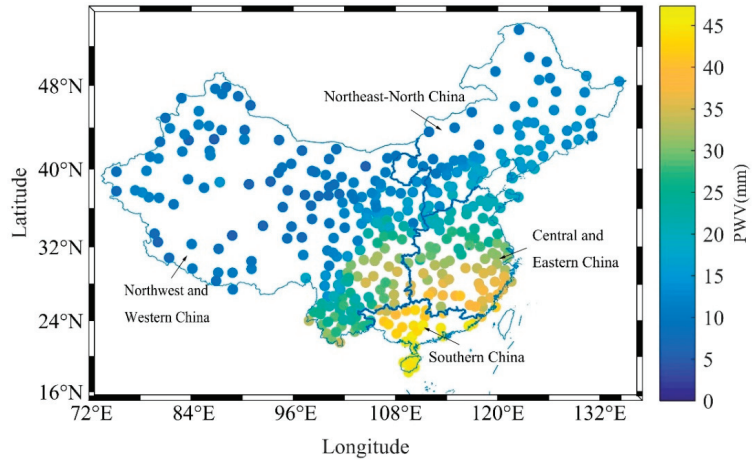 48°N
40°N
32°N
24°N
16°N
Latitude
72°E
84°E
96°E
108°E
120°E
132°E
Longitude
Northeast-North China
Central and
Eastern China
Northwest and
Western China
Southern China
45
40
35
30
25
20
15
10
5
0
PWV(mm)